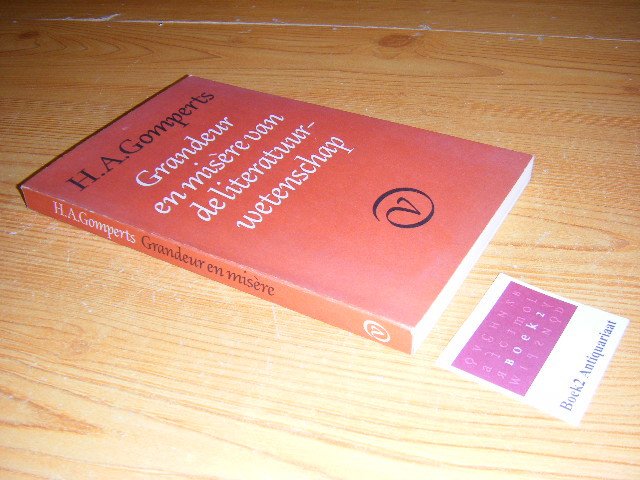 H.A.Gomperts
Grandeur
en misère van
de literatuur-
wetenschap
V
H.A.Gomperts Grandeur en misère
V
BOEK2
Boek2 Antiquariaat